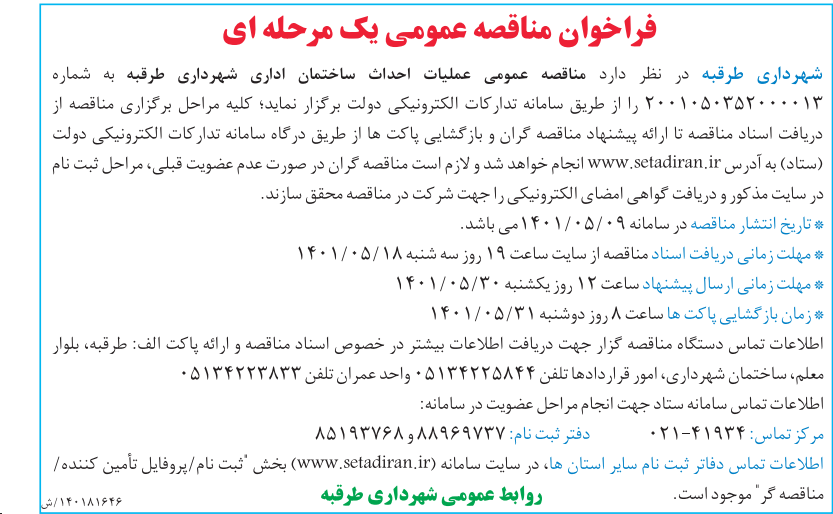 فراخوان مناقصه عمومی یک مرحله ای
شهرداری طرقبه در نظر دارد مناقصه عمومی عملیات احداث ساختمان اداری شهرداری طرقبه به شماره
۲۰۰۱۰۵۰۳۵۲۰۰۰۰۱۳ را از طریق سامانه تدارکات الکترونیکی دولت برگزار نماید؛ کلیه مراحل برگزاری مناقصه از
دریافت اسناد مناقصه تا ارائه پیشنهاد مناقصه گران و بازگشایی پاکت ها از طریق درگاه سامانه تدارکات الکترونیکی دولت
(ستاد) به آدرس www.setadiran.ir انجام خواهد شد و لازم است مناقصه گران در صورت عدم عضویت قبلی، مراحل ثبت نام
در سایت مذکور و دریافت گواهی امضای الکترونیکی را جهت شرکت در مناقصه محقق سازند.
* تاریخ انتشار مناقصه در سامانه ۱۴۰۱/۰۵/۰۹ می باشد.
* مهلت زمانی دریافت اسناد مناقصه از سایت ساعت ۱۹ روز سه شنبه ۱۴۰۱/۰۵/۱۸
* مهلت زمانی ارسال پیشنهاد ساعت ۱۲ روز یکشنبه ۱۴۰۱/۰۵/۳۰
* زمان بازگشایی پاکت ها ساعت ۸ روز دوشنبه ۱۴۰۱/۰۵/۳۱
اطلاعات تماس دستگاه مناقصه گزار جهت دریافت اطلاعات بیشتر در خصوص اسناد مناقصه و ارائه پاکت الف: طرقبه، بلوار
معلم، ساختمان شهرداری، امور قراردادها تلفن ۰۵۱۳۴۲۲۵۸۴۴ واحد عمران تلفن ۰۵۱۳۴۲۲۳۸۳۳
اطلاعات تماس سامانه ستاد جهت انجام مراحل عضویت در سامانه:
مرکز تماس: ۴۱۹۳۴-۰۲۱ دفتر ثبت نام: ۸۸۹۶۹۷۳۷ و ۸۵۱۹۳۷۶۸
اطلاعات تماس دفاتر ثبت نام سایر استان ها، در سایت سامانه (www.setadiran.ir) بخش "ثبت نام/پروفایل تأمین کننده/
مناقصه گر" موجود است.
روابط عمومی شهرداری طرقبه
۱۴۰۱۸۱۶۴۶/ش